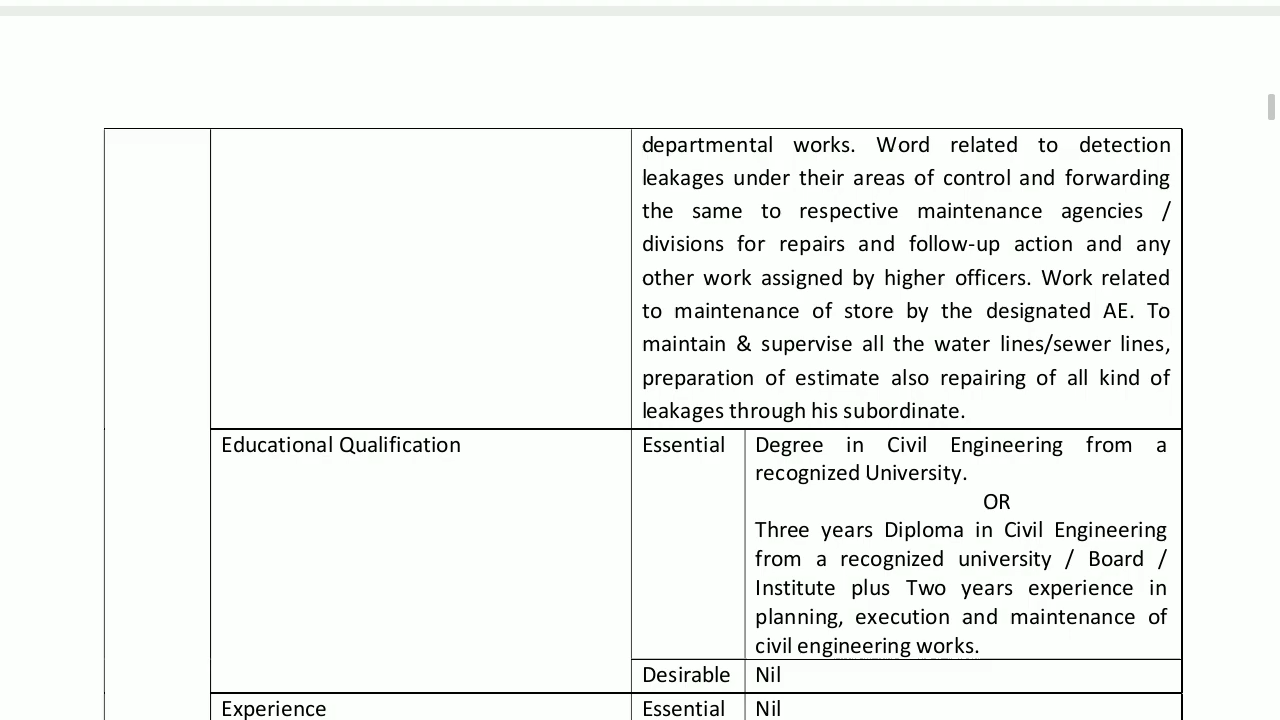 departmental works. Word related to detection
leakages under their areas of control and forwarding
the same to respective maintenance agencies /
divisions for repairs and follow-up action and any
other work assigned by higher officers. Work related
to maintenance of store by the designated AE. To
maintain & supervise all the water lines/sewer lines,
preparation of estimate also repairing of all kind of
leakages through his subordinate.
Educational Qualification
Essential
Degree in Civil Engineering from a
recognized University.
OR
Three years Diploma in Civil Engineering
from a recognized university / Board /
Institute plus Two years experience in
planning, execution and maintenance of
civil engineering works.
Desirable
Nil
Experience
Essential
Nil